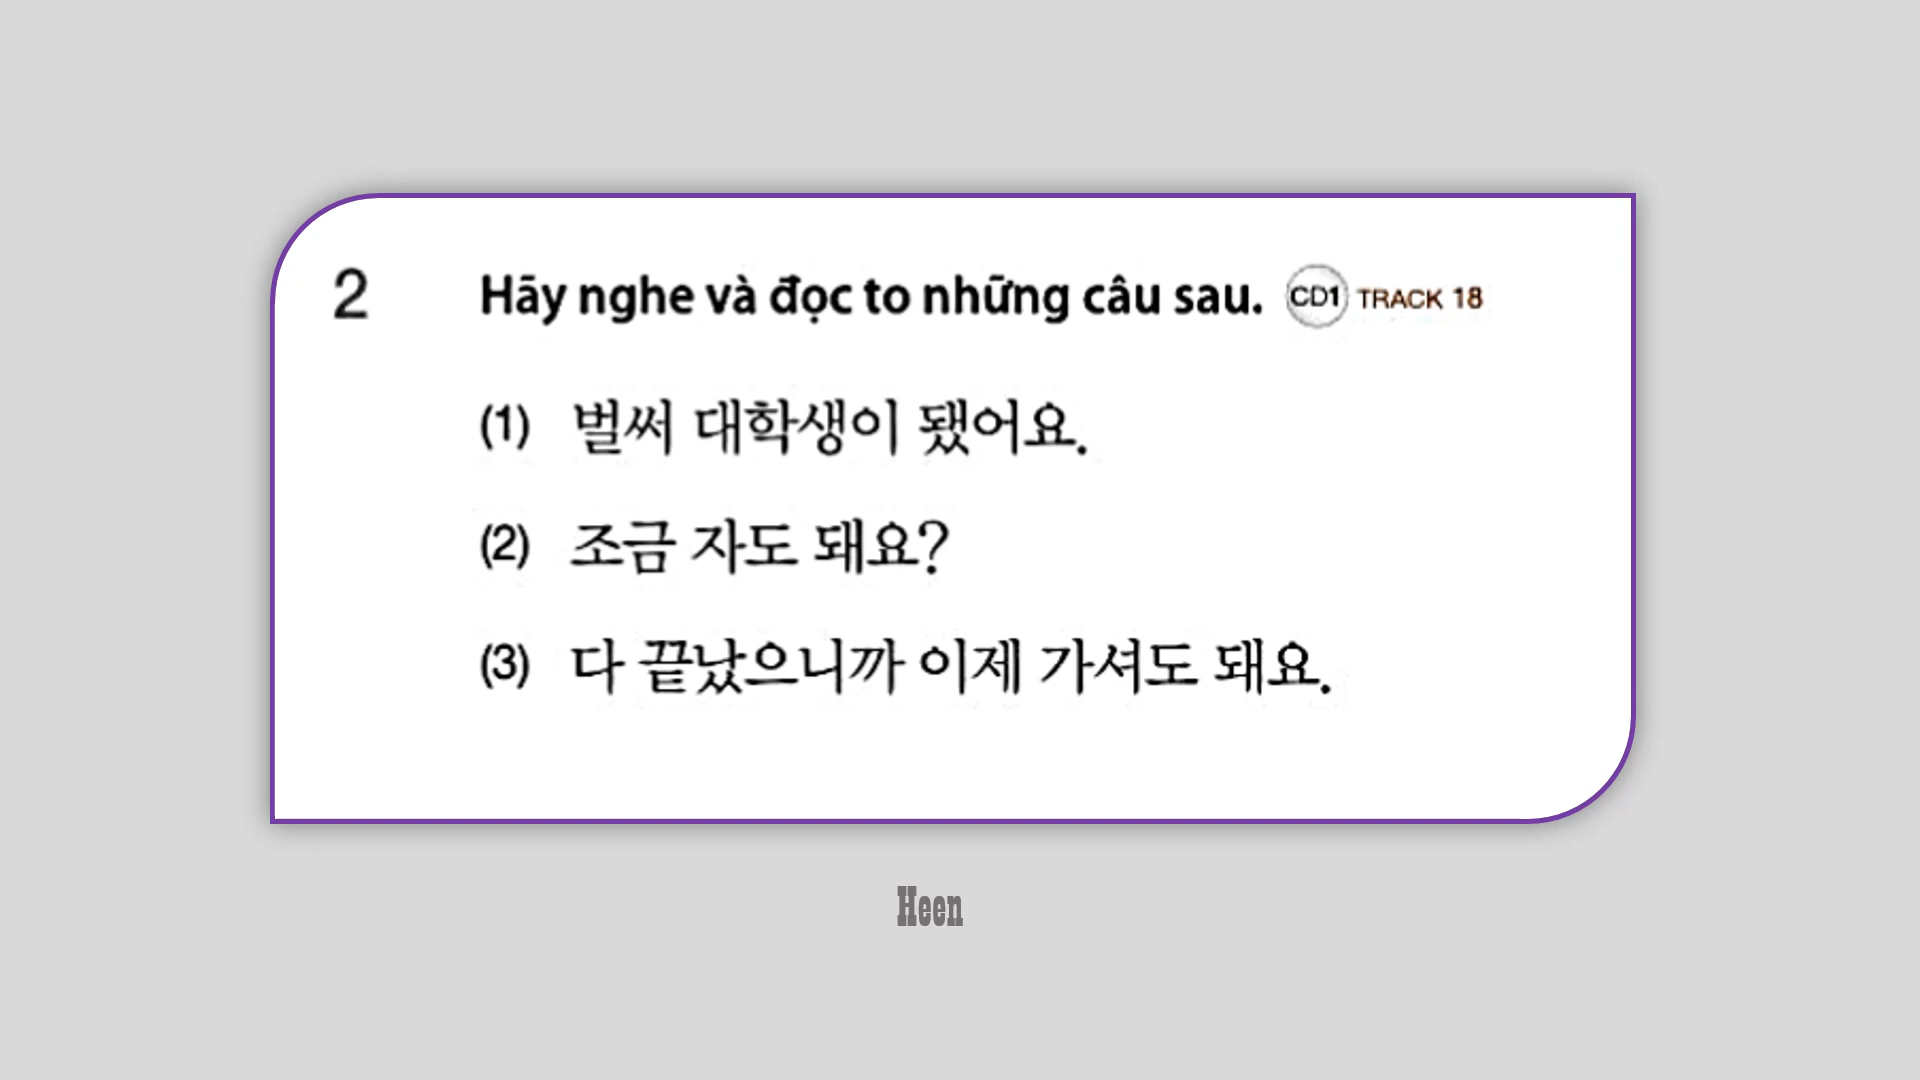 2 Hãy nghe và đọc to những câu sau. CD1 TRACK 18
(1) 벌써 대학생이 됐어요.
(2) 조금 자도 돼요?
(3) 다 끝났으니까 이제 가셔도 돼요.
Heen